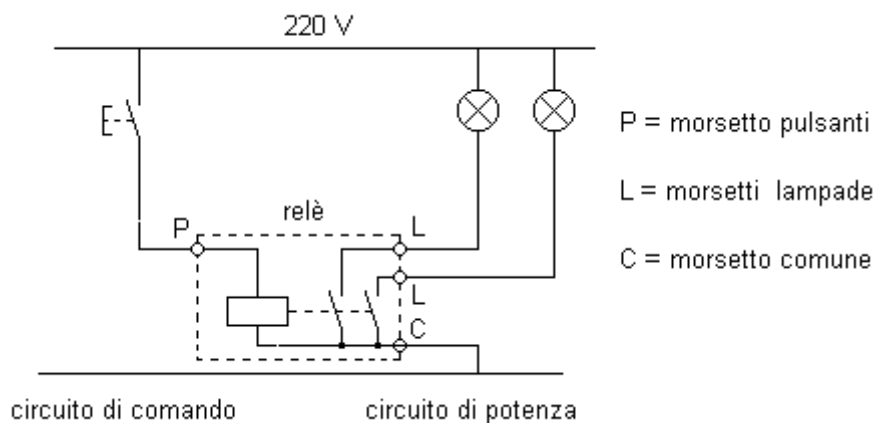 220 V
P = morsetto pulsanti
L = morsetti lampade
relè
P
L
C = morsetto comune
L
C
circuito di comando
circuito di potenza